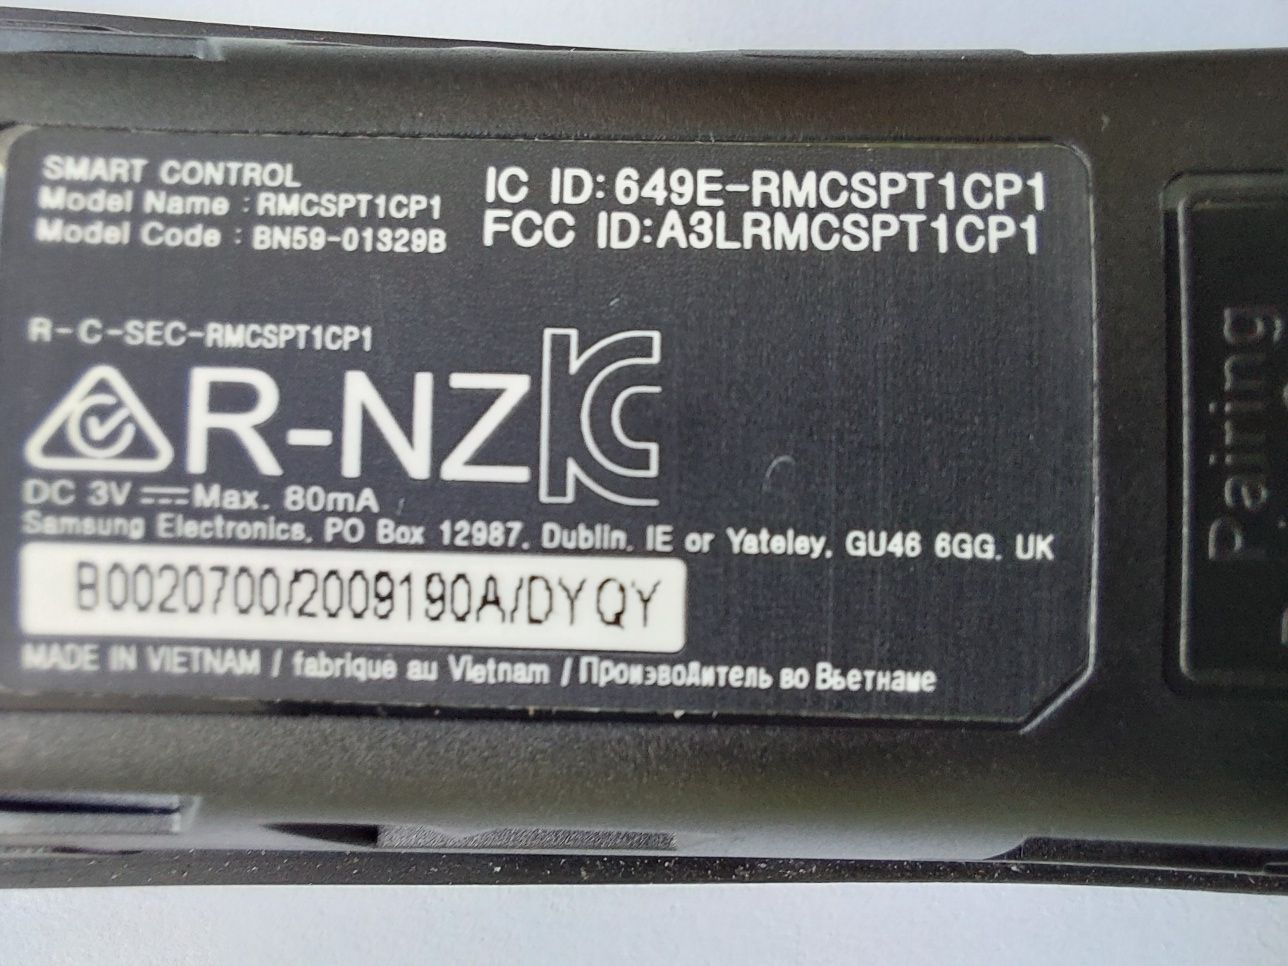 SMART CONTROL
Model Name : RMCSPT1CP1
Model Code : BN59-01329B
IC ID: 649E-RMCSPT1CP1
FCC ID:A3LRMCSPT1CP1
R-C-SEC-RMCSPT1CP1
R-NZ
DC 3V Max. 80mA
Samsung Electronics. PO Box 12987. Dublin. IE or Yateley. GU46 6GG. UK
B0020700/2009190A/DYQY
MADE IN VIETNAM / fabriqué au Vietnam / Производитель во Вьетнаме
Pairing